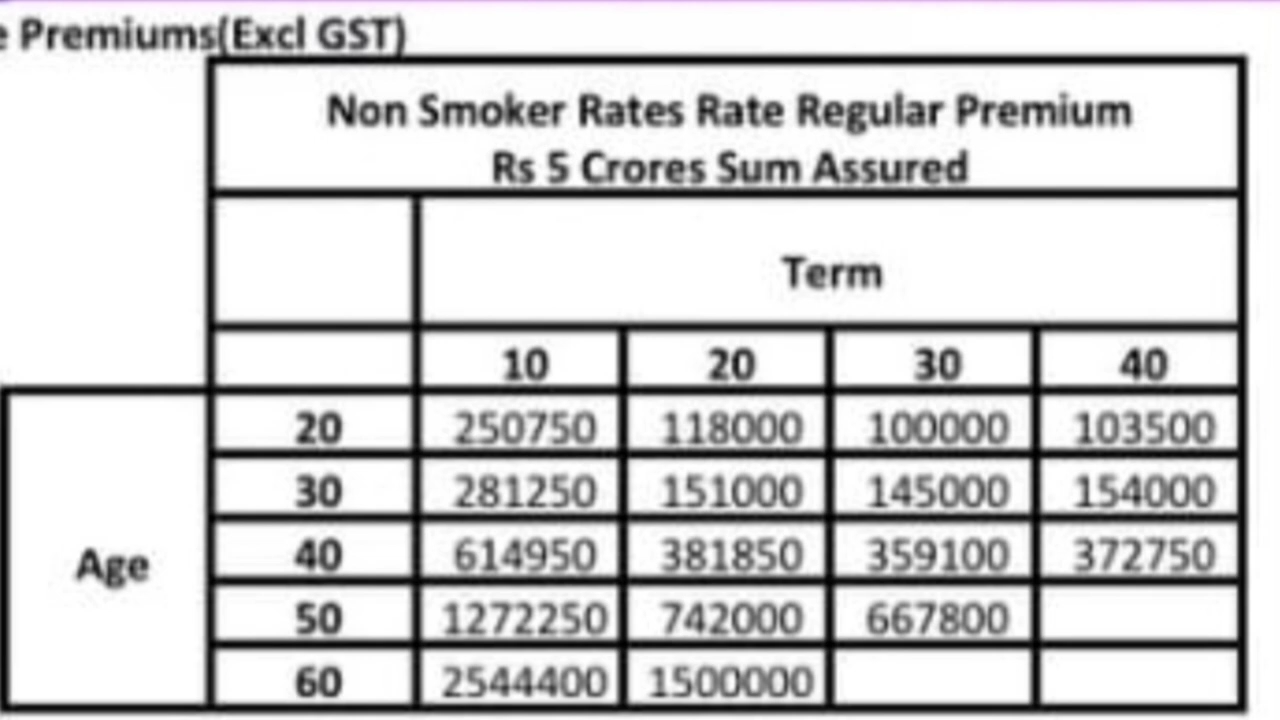 e Premiums(Excl GST)
Non Smoker Rates Rate Regular Premium
Rs 5 Crores Sum Assured
Term
10 20 30 40
20 250750 118000 100000 103500
30 281250 151000 145000 154000
Age
40 614950 381850 359100 372750
50 1272250 742000 667800
60 2544400 1500000